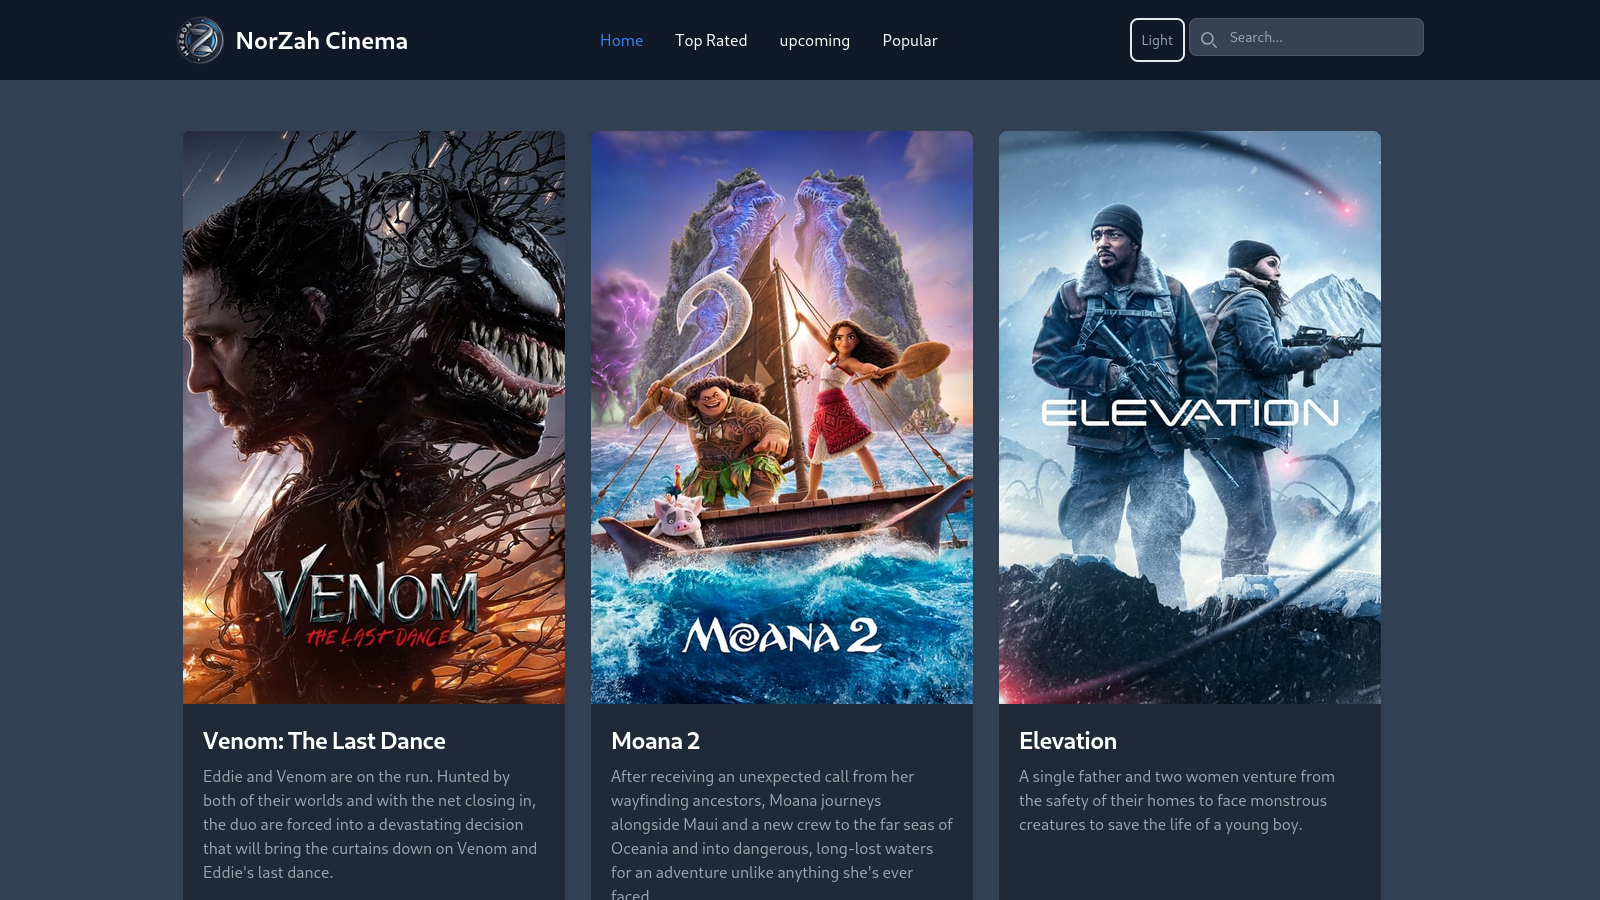 NorZah Cinema
Home
Top Rated
upcoming
Popular
Light
Search...
VENOM
THE LAST DANCE
MOANA 2
ELEVATION
Venom: The Last Dance
Eddie and Venom are on the run. Hunted by
both of their worlds and with the net closing in,
the duo are forced into a devastating decision
that will bring the curtains down on Venom and
Eddie's last dance.
Moana 2
After receiving an unexpected call from her
wayfinding ancestors, Moana journeys
alongside Maui and a new crew to the far seas of
Oceania and into dangerous, long-lost waters
for an adventure unlike anything she's ever
faced.
Elevation
A single father and two women venture from
the safety of their homes to face monstrous
creatures to save the life of a young boy.